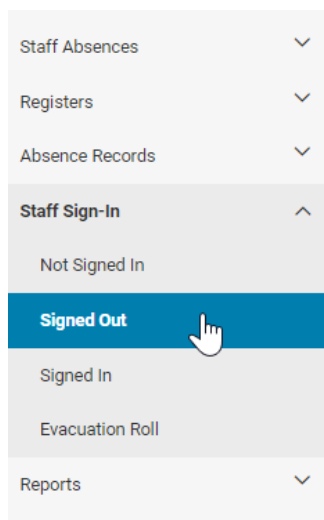 Staff Absences
Registers
Absence Records
Staff Sign-In
Not Signed In
Signed Out
Signed In
Evacuation Roll
Reports